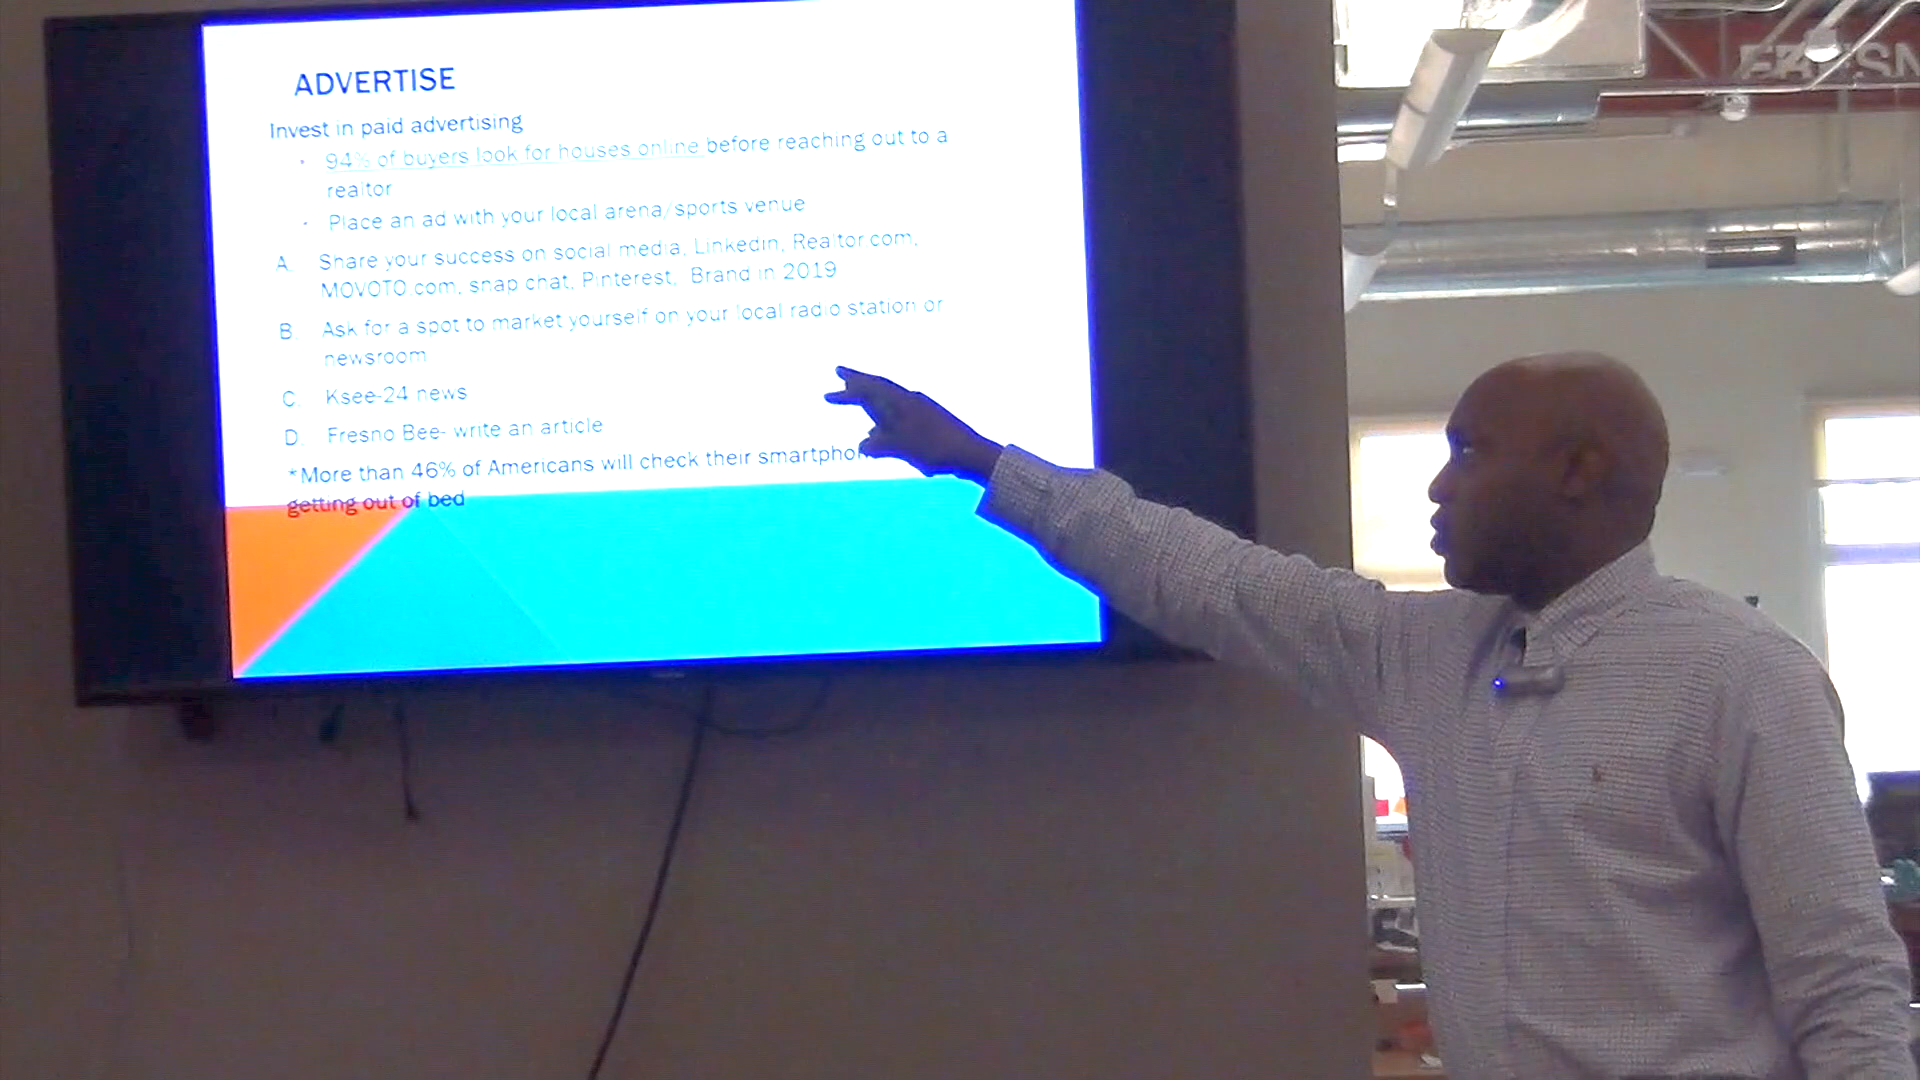 ADVERTISE
Invest in paid advertising
• 94% of buyers look for houses online before reaching out to a
realtor
• Place an ad with your local arena/sports venue
A. Share your success on social media, Linkedin, Realtor.com,
MOVOTO.com, snap chat, Pinterest, Brand in 2019
B. Ask for a spot to market yourself on your local radio station or
newsroom
C. Ksee-24 news
D. Fresno Bee- write an article
*More than 46% of Americans will check their
getting out of bed